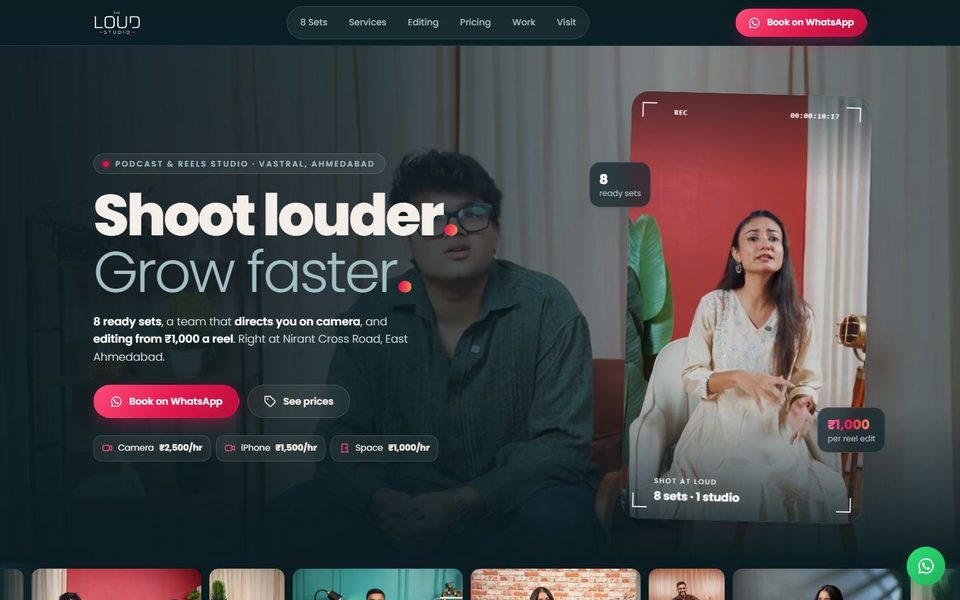 THE
LOUD
STUDIO
8 Sets
Services
Editing
Pricing
Work
Visit
Book on WhatsApp
PODCAST & REELS STUDIO · VASTRAL, AHMEDABAD
Shoot louder.
Grow faster.
8 ready sets, a team that directs you on camera, and
editing from ₹1,000 a reel. Right at Nirant Cross Road, East
Ahmedabad.
Book on WhatsApp
See prices
Camera ₹2,500/hr
iPhone ₹1,500/hr
Space ₹1,000/hr
REC
00:00:10:17
8
ready sets
₹1,000
per reel edit
SHOT AT LOUD
8 sets · 1 studio